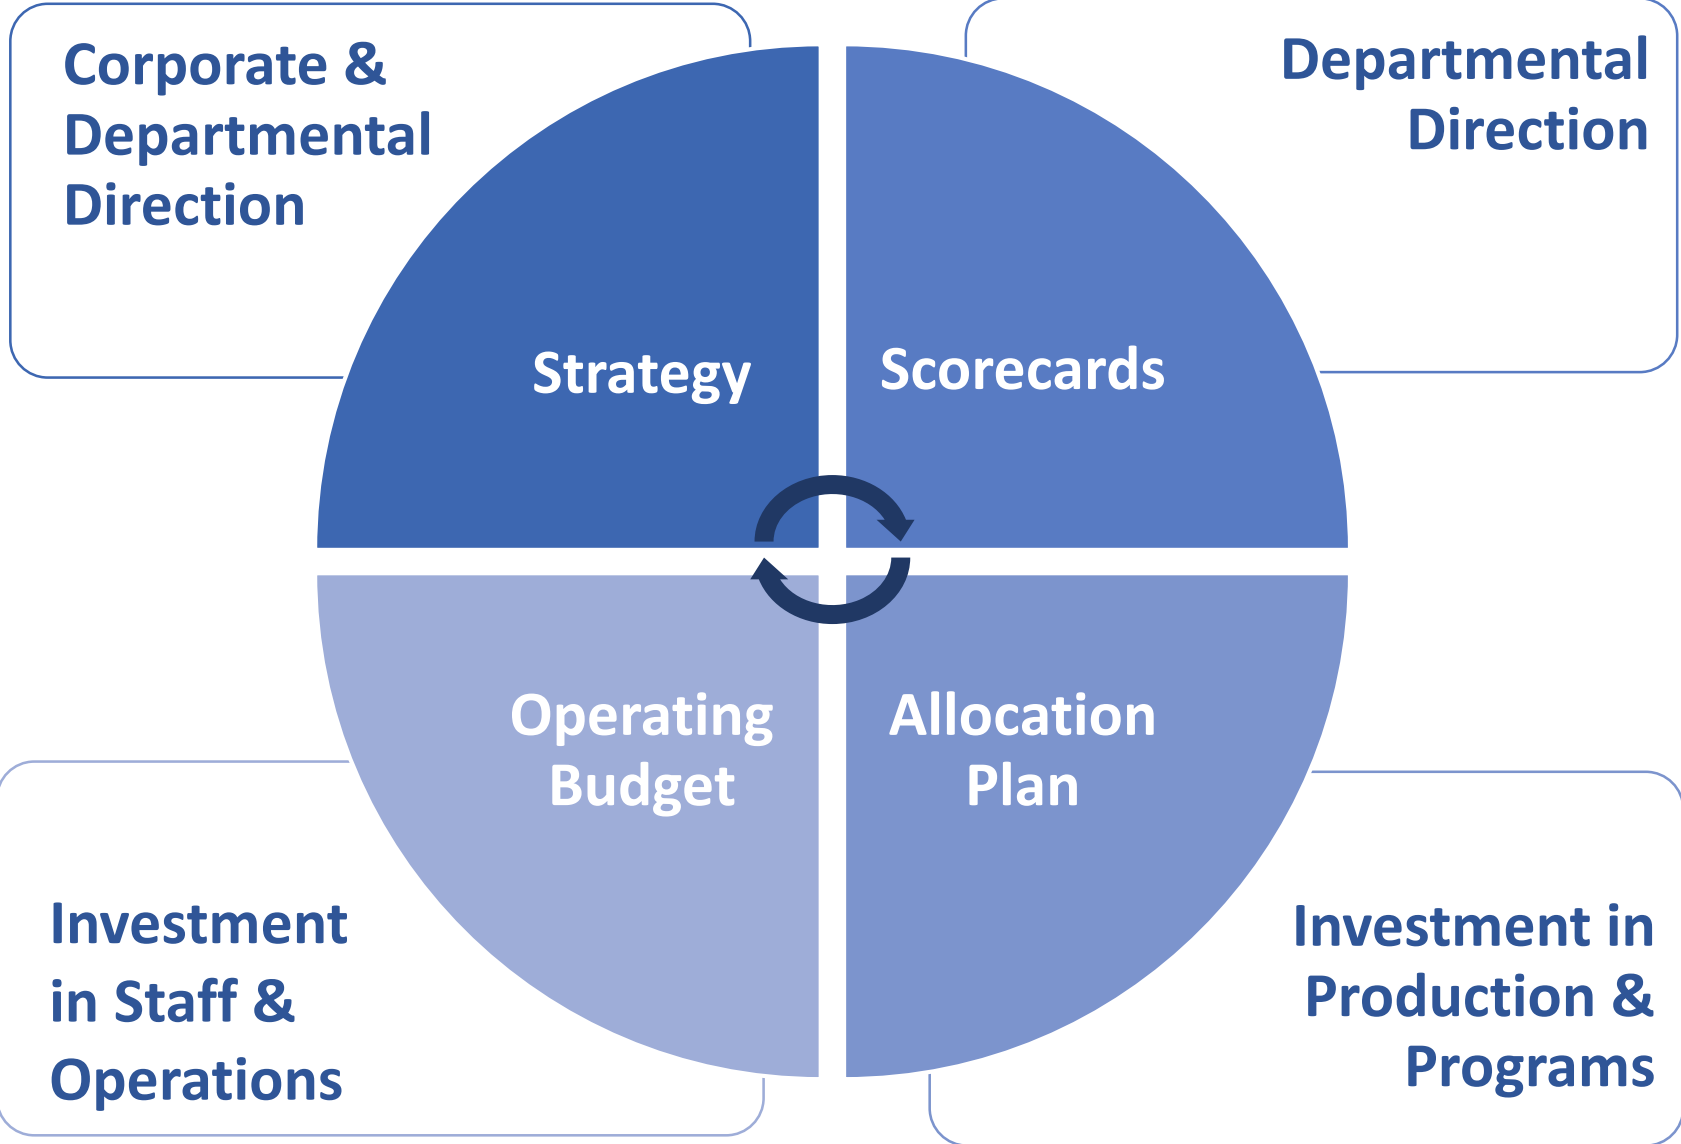 Corporate &
Departmental
Direction
Departmental
Direction
Strategy
Scorecards
Operating
Budget
Allocation
Plan
Investment
in Staff &
Operations
Investment in
Production &
Programs